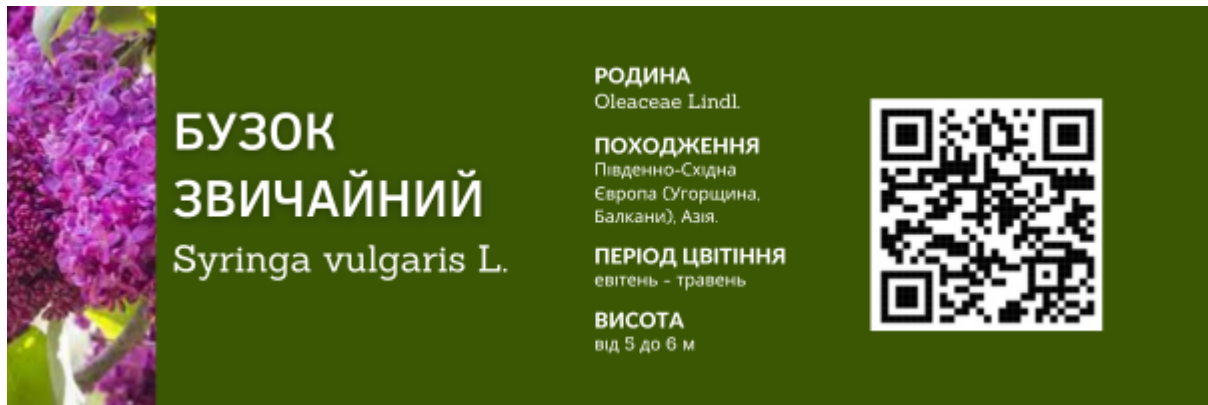 БУЗОК
ЗВИЧАЙНИЙ
Syringa vulgaris L.
РОДИНА
Oleaceae Lindl.
ПОХОДЖЕННЯ
Південно-Східна
Європа (Угорщина,
Балкани), Азія.
ПЕРІОД ЦВІТІННЯ
евітень - травень
ВИСОТА
від 5 до 6 м